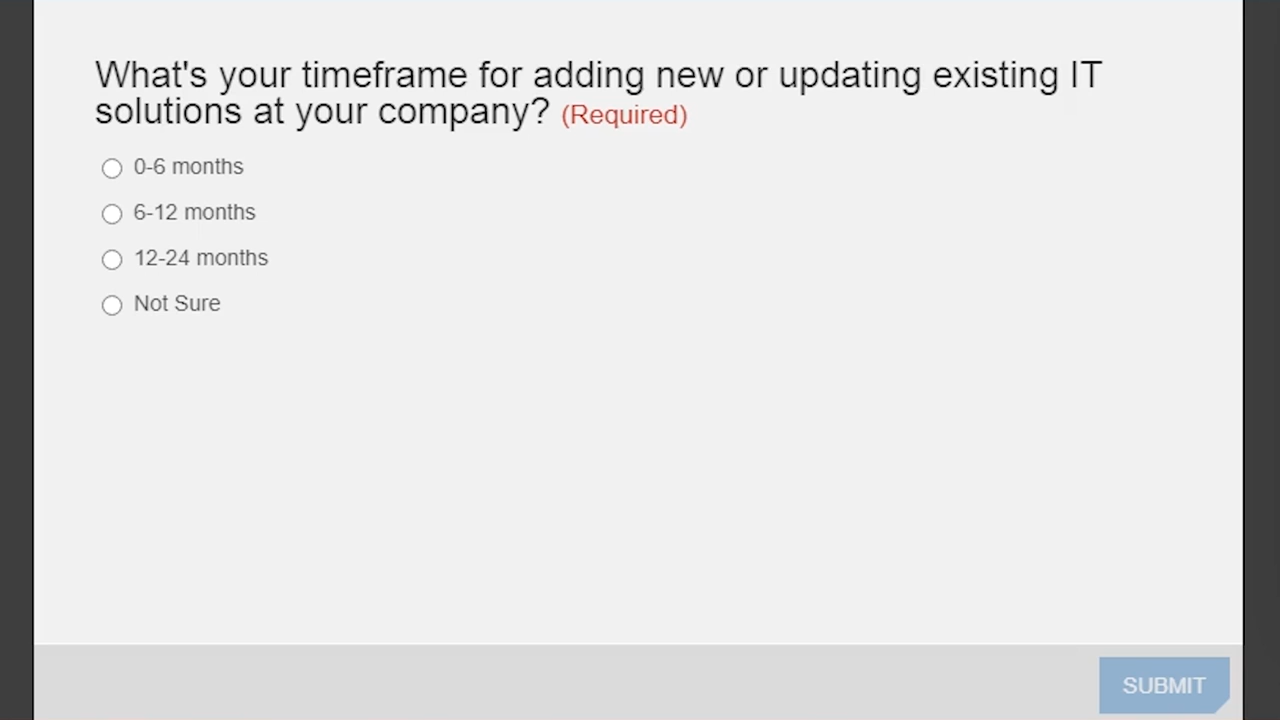 What's your timeframe for adding new or updating existing IT
solutions at your company? (Required)
0-6 months
6-12 months
12-24 months
Not Sure
SUBMIT